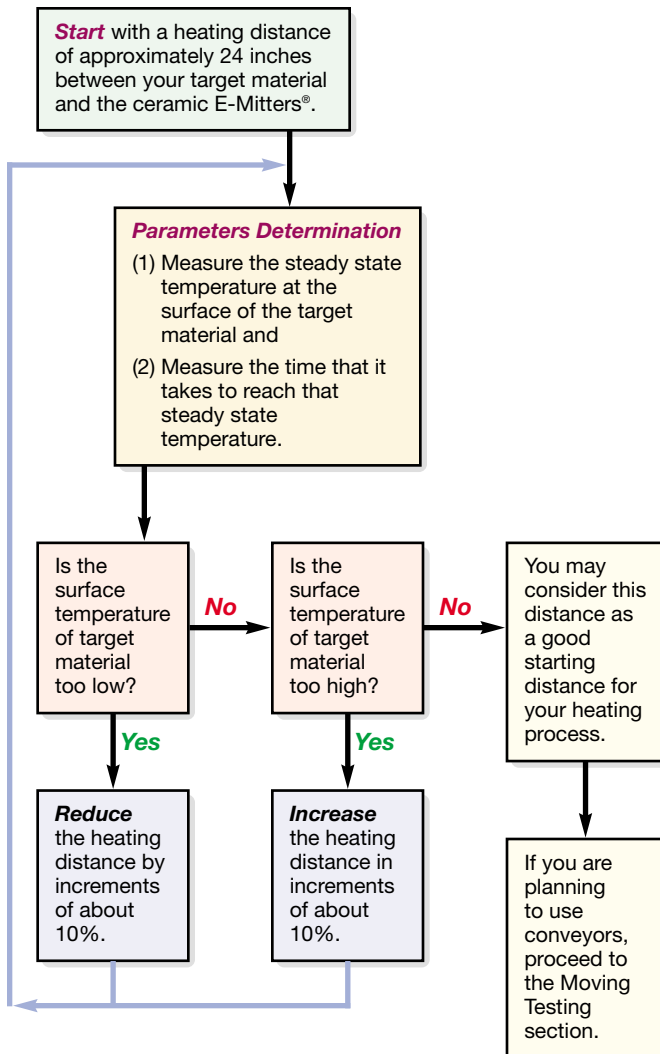 Start with a heating distance
of approximately 24 inches
between your target material
and the ceramic E-Mitters®.
Parameters Determination
(1) Measure the steady state
temperature at the
surface of the target
material and
(2) Measure the time that it
takes to reach that
steady state
temperature.
Is the
surface
temperature
of target
material
too low?
No
Is the
surface
temperature
of target
material
too high?
No
You may
consider this
distance as
a good
starting
distance for
your heating
process.
Yes
Yes
Reduce
the heating
distance by
increments
of about
10%.
Increase
the heating
distance in
increments
of about
10%.
If you are
planning
to use
conveyors,
proceed to
the Moving
Testing
section.